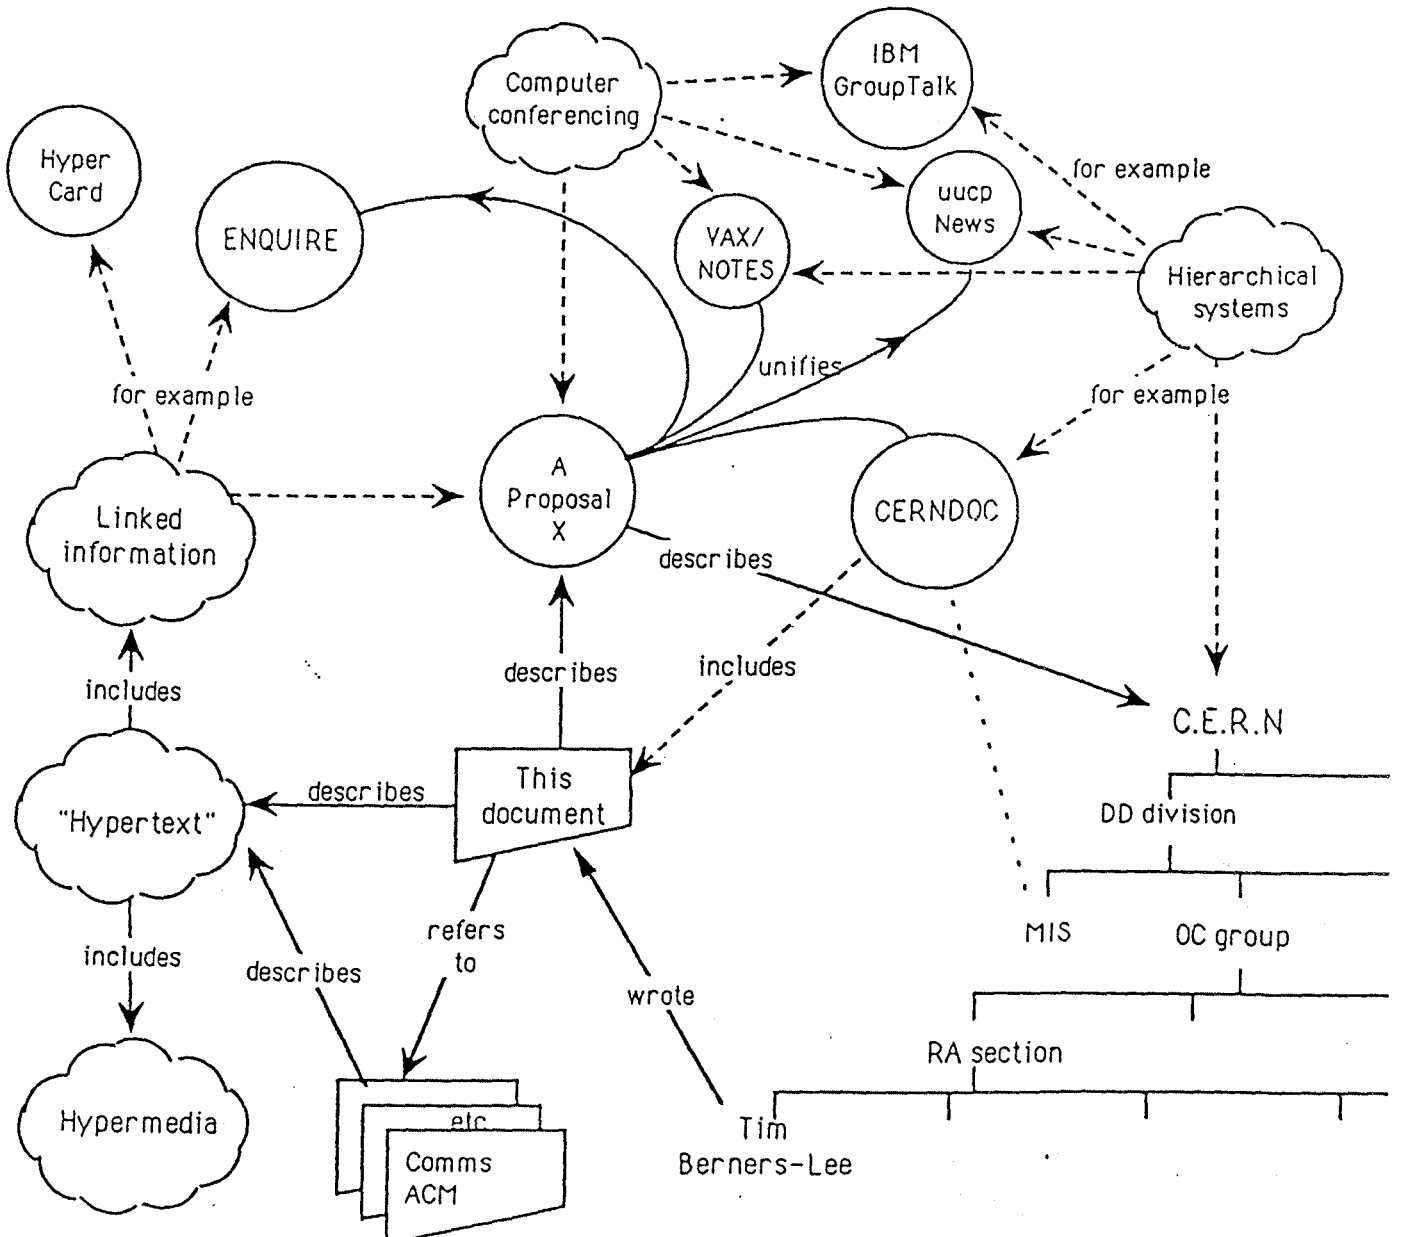 IBM
GroupTalk
Computer
conferencing
Hyper
Card
for example
uucp
News
ENQUIRE
VAX/
NOTES
Hierarchical
systems
unifies
for example
for example
A
Proposal
X
CERNDOC
Linked
information
describes
includes
describes
includes
C.E.R.N
This
document
describes
"Hypertext"
DD division
refers
to
MIS
OC group
includes
describes
wrote
RA section
Hypermedia
etc
Tim
Berners-Lee
Comms
ACM